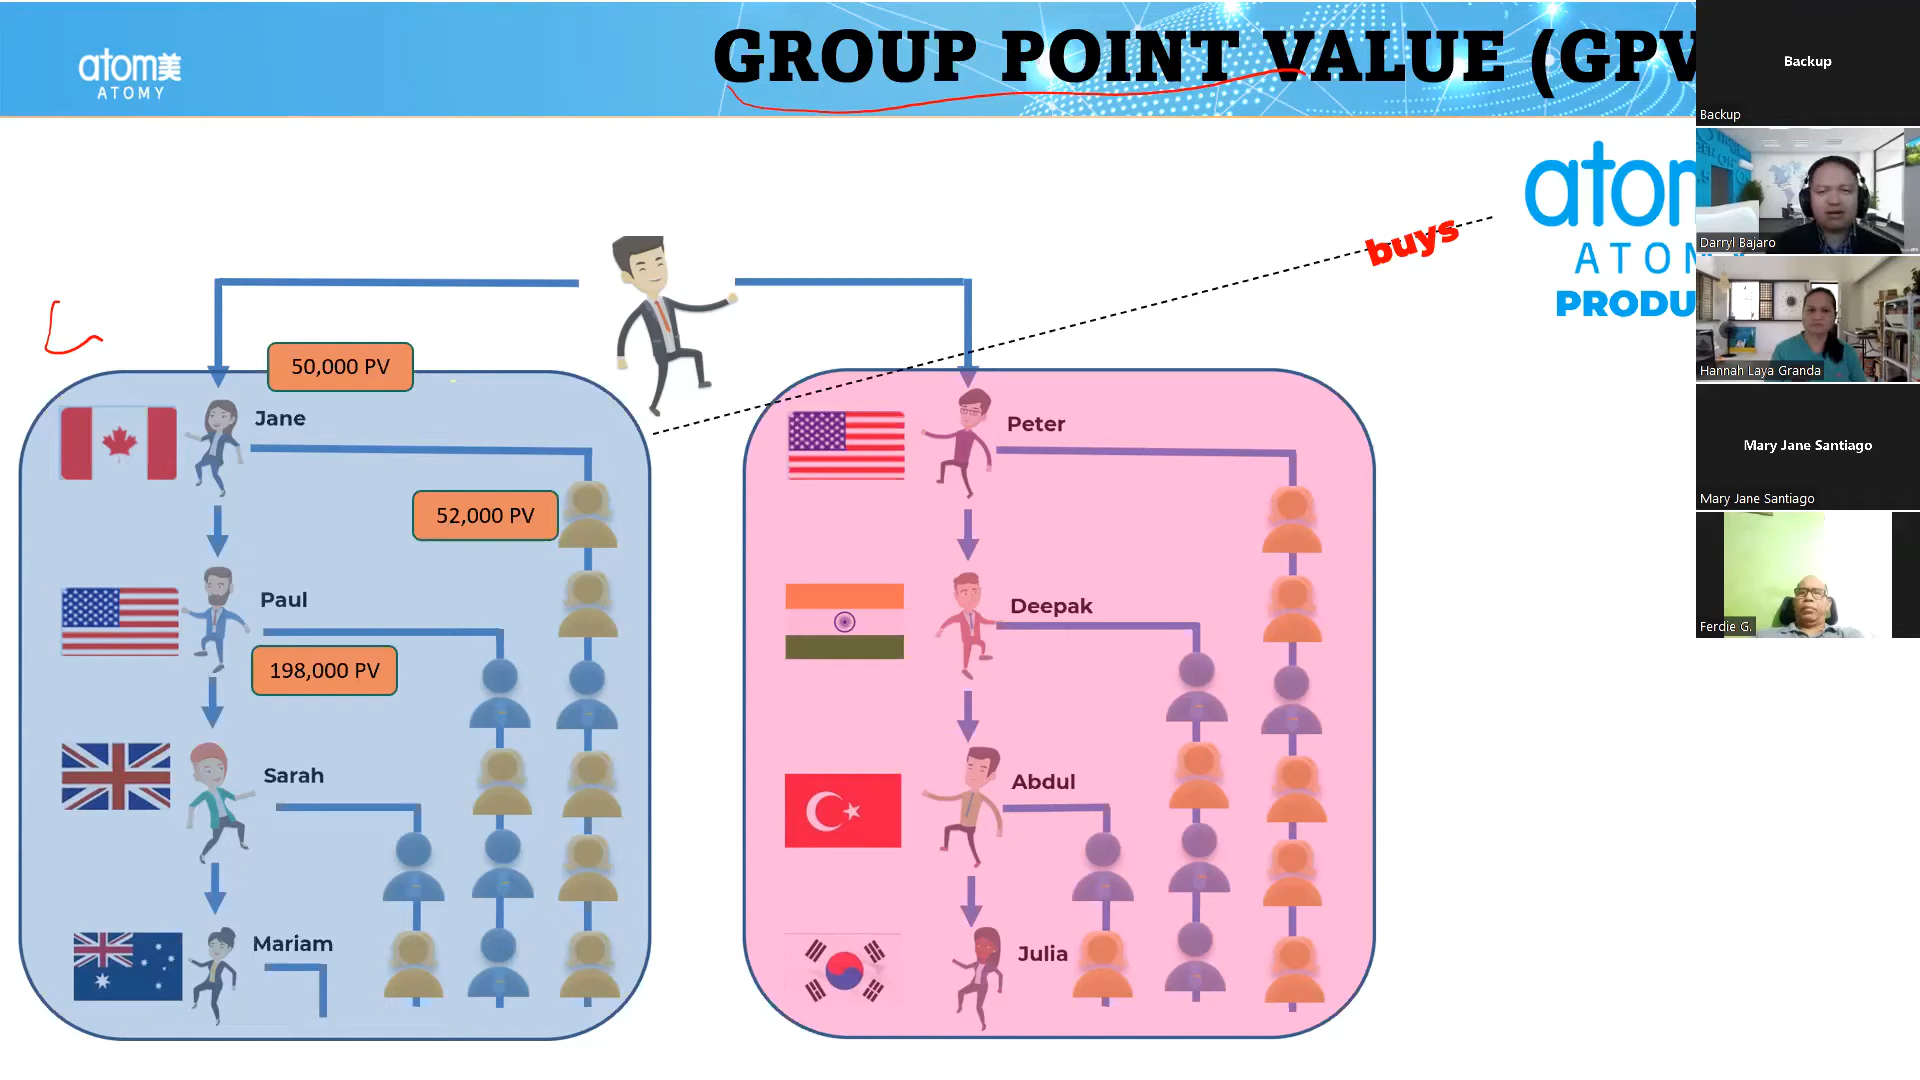 atom美
ATOMY
GROUP POINT VALUE (GPV
atom
ATOM
PRODU
buys
L
50,000 PV
Jane
52,000 PV
Paul
198,000 PV
Sarah
Mariam
Peter
Deepak
Abdul
Julia
Backup
Backup
Darryl Bajaro
Hannah Laya Granda
Mary Jane Santiago
Mary Jane Santiago
Ferdie G.